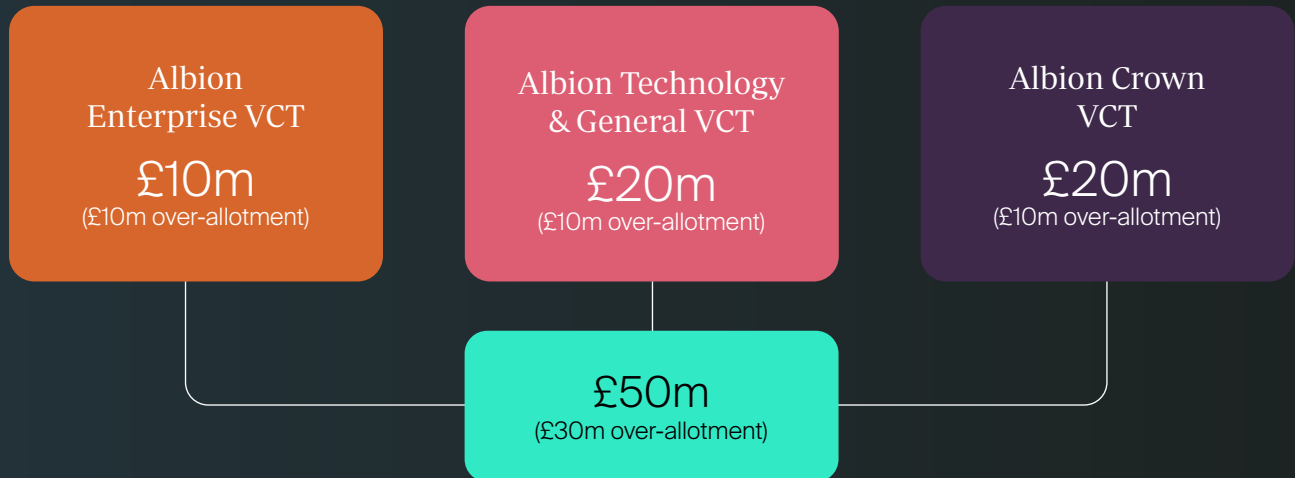 Albion
Enterprise VCT
£10m
(£10m over-allotment)
Albion Technology
& General VCT
£20m
(£10m over-allotment)
Albion Crown
VCT
£20m
(£10m over-allotment)
£50m
(£30m over-allotment)